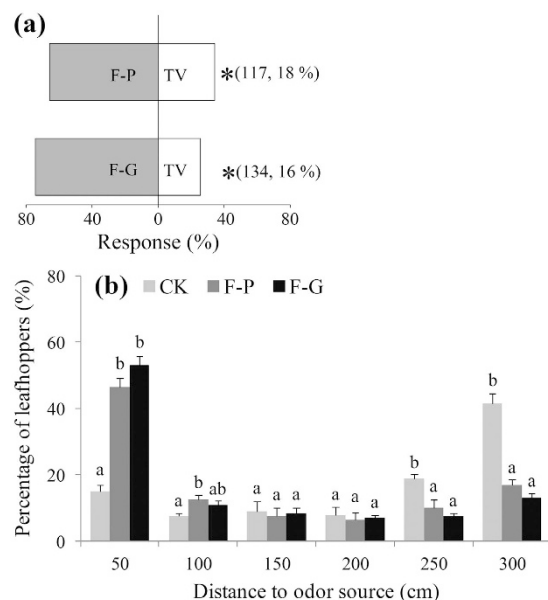 (a)
F-P TV *(117, 18 %)
F-G TV *(134, 16 %)
80 40 0 40 80
Response (%)
(b) CK F-P F-G
Percentage of leafhoppers (%)
80
60
40
20
0
a b b
a b ab
a a a
a a a
b a a
b a a
50 100 150 200 250 300
Distance to odor source (cm)